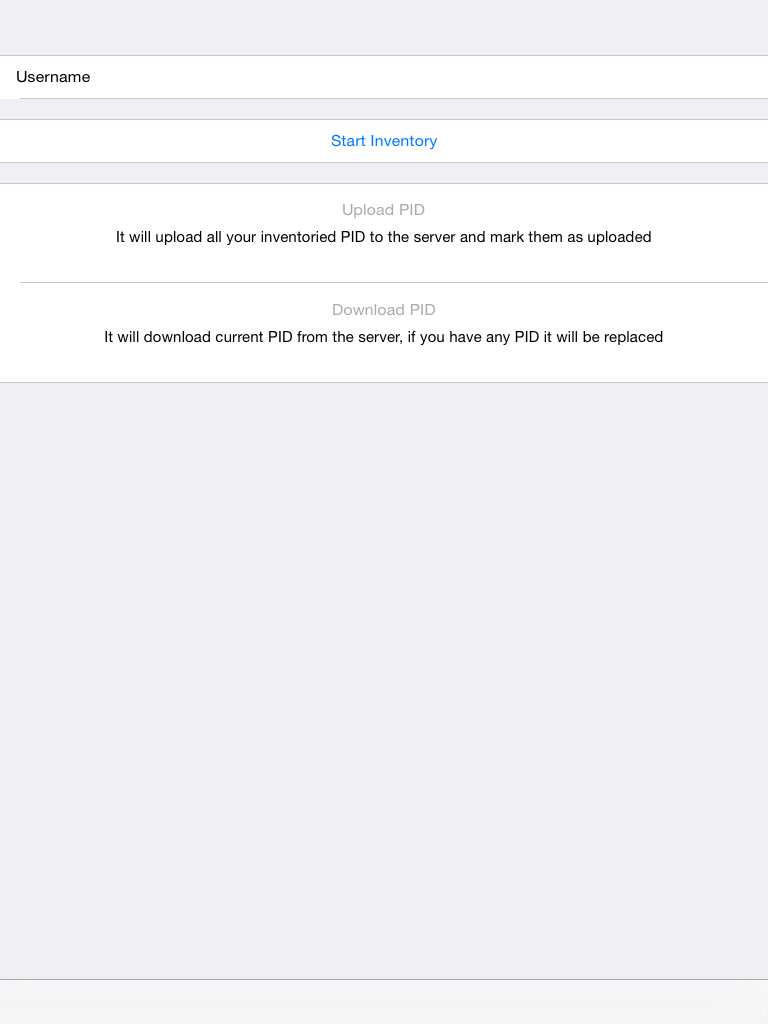 Username
Start Inventory
Upload PID
It will upload all your inventoried PID to the server and mark them as uploaded
Download PID
It will download current PID from the server, if you have any PID it will be replaced